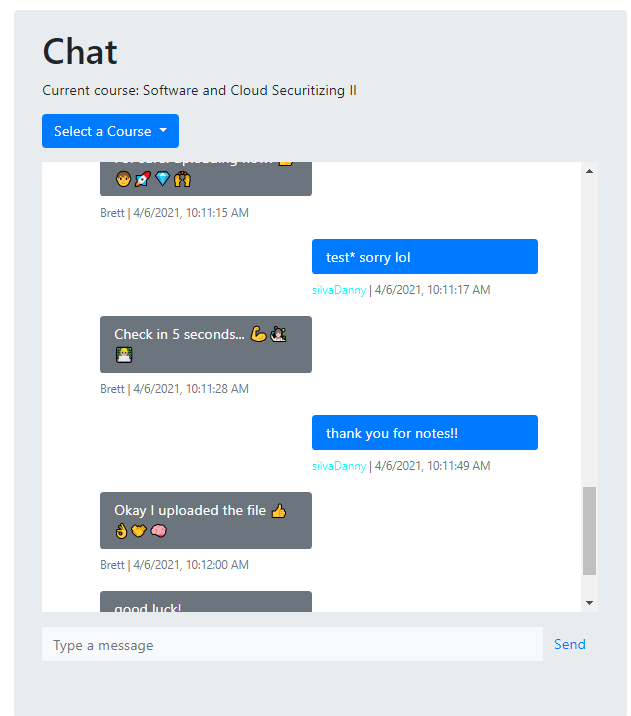 Chat
Current course: Software and Cloud Securitizing II
Select a Course
👨🚀💎🙌
Brett | 4/6/2021, 10:11:15 AM
test* sorry lol
silvaDanny | 4/6/2021, 10:11:17 AM
Check in 5 seconds...
Brett | 4/6/2021, 10:11:28 AM
thank you for notes!!
silvaDanny | 4/6/2021, 10:11:49 AM
Okay I uploaded the file 👍
👌🤝🧠
Brett | 4/6/2021, 10:12:00 AM
good luck!
Type a message
Send